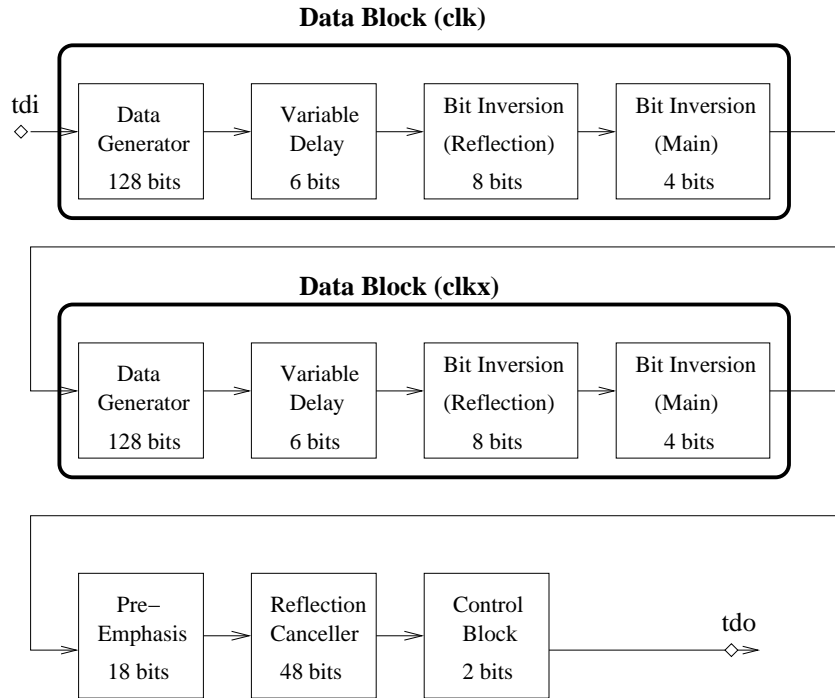 Data Block (clk)
tdi
Data
Generator
128 bits
Variable
Delay
6 bits
Bit Inversion
(Reflection)
8 bits
Bit Inversion
(Main)
4 bits
Data Block (clkx)
Data
Generator
128 bits
Variable
Delay
6 bits
Bit Inversion
(Reflection)
8 bits
Bit Inversion
(Main)
4 bits
Pre−
Emphasis
18 bits
Reflection
Canceller
48 bits
Control
Block
2 bits
tdo